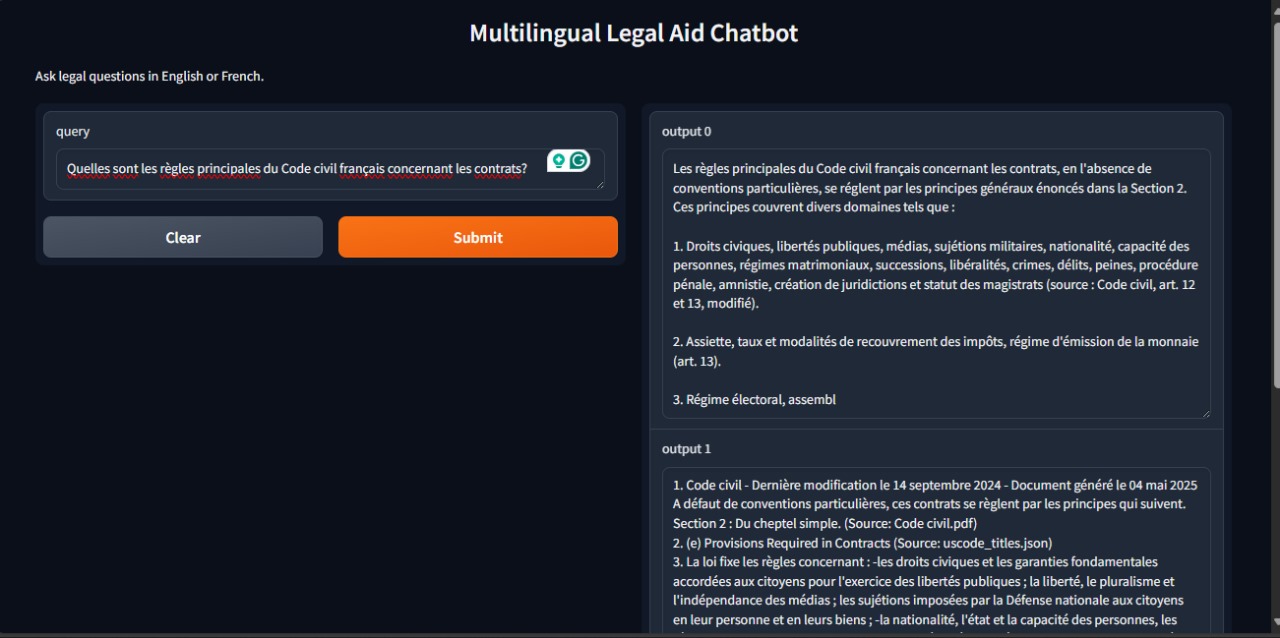 Multilingual Legal Aid Chatbot
Ask legal questions in English or French.
query
Quelles sont les règles principales du Code civil français concernant les contrats?
Clear
Submit
output 0
Les règles principales du Code civil français concernant les contrats, en l'absence de
conventions particulières, se réglent par les principes généraux énoncés dans la Section 2.
Ces principes couvrent divers domaines tels que :
1. Droits civiques, libertés publiques, médias, sujétions militaires, nationalité, capacité des
personnes, régimes matrimoniaux, successions, libéralités, crimes, délits, peines, procédure
pénale, amnistie, création de juridictions et statut des magistrats (source : Code civil, art. 12
et 13, modifié).
2. Assiette, taux et modalités de recouvrement des impôts, régime d'émission de la monnaie
(art. 13).
3. Régime électoral, assembl
output 1
1. Code civil - Dernière modification le 14 septembre 2024 - Document généré le 04 mai 2025
A défaut de conventions particulières, ces contrats se règlent par les principes qui suivent.
Section 2 : Du cheptel simple. (Source: Code civil.pdf)
2. (e) Provisions Required in Contracts (Source: uscode_titles.json)
3. La loi fixe les règles concernant : -les droits civiques et les garanties fondamentales
accordées aux citoyens pour l'exercice des libertés publiques ; la liberté, le pluralisme et
l'indépendance des médias ; les sujétions imposées par la Défense nationale aux citoyens
en leur personne et en leurs biens ; -la nationalité, l'état et la capacité des personnes, les